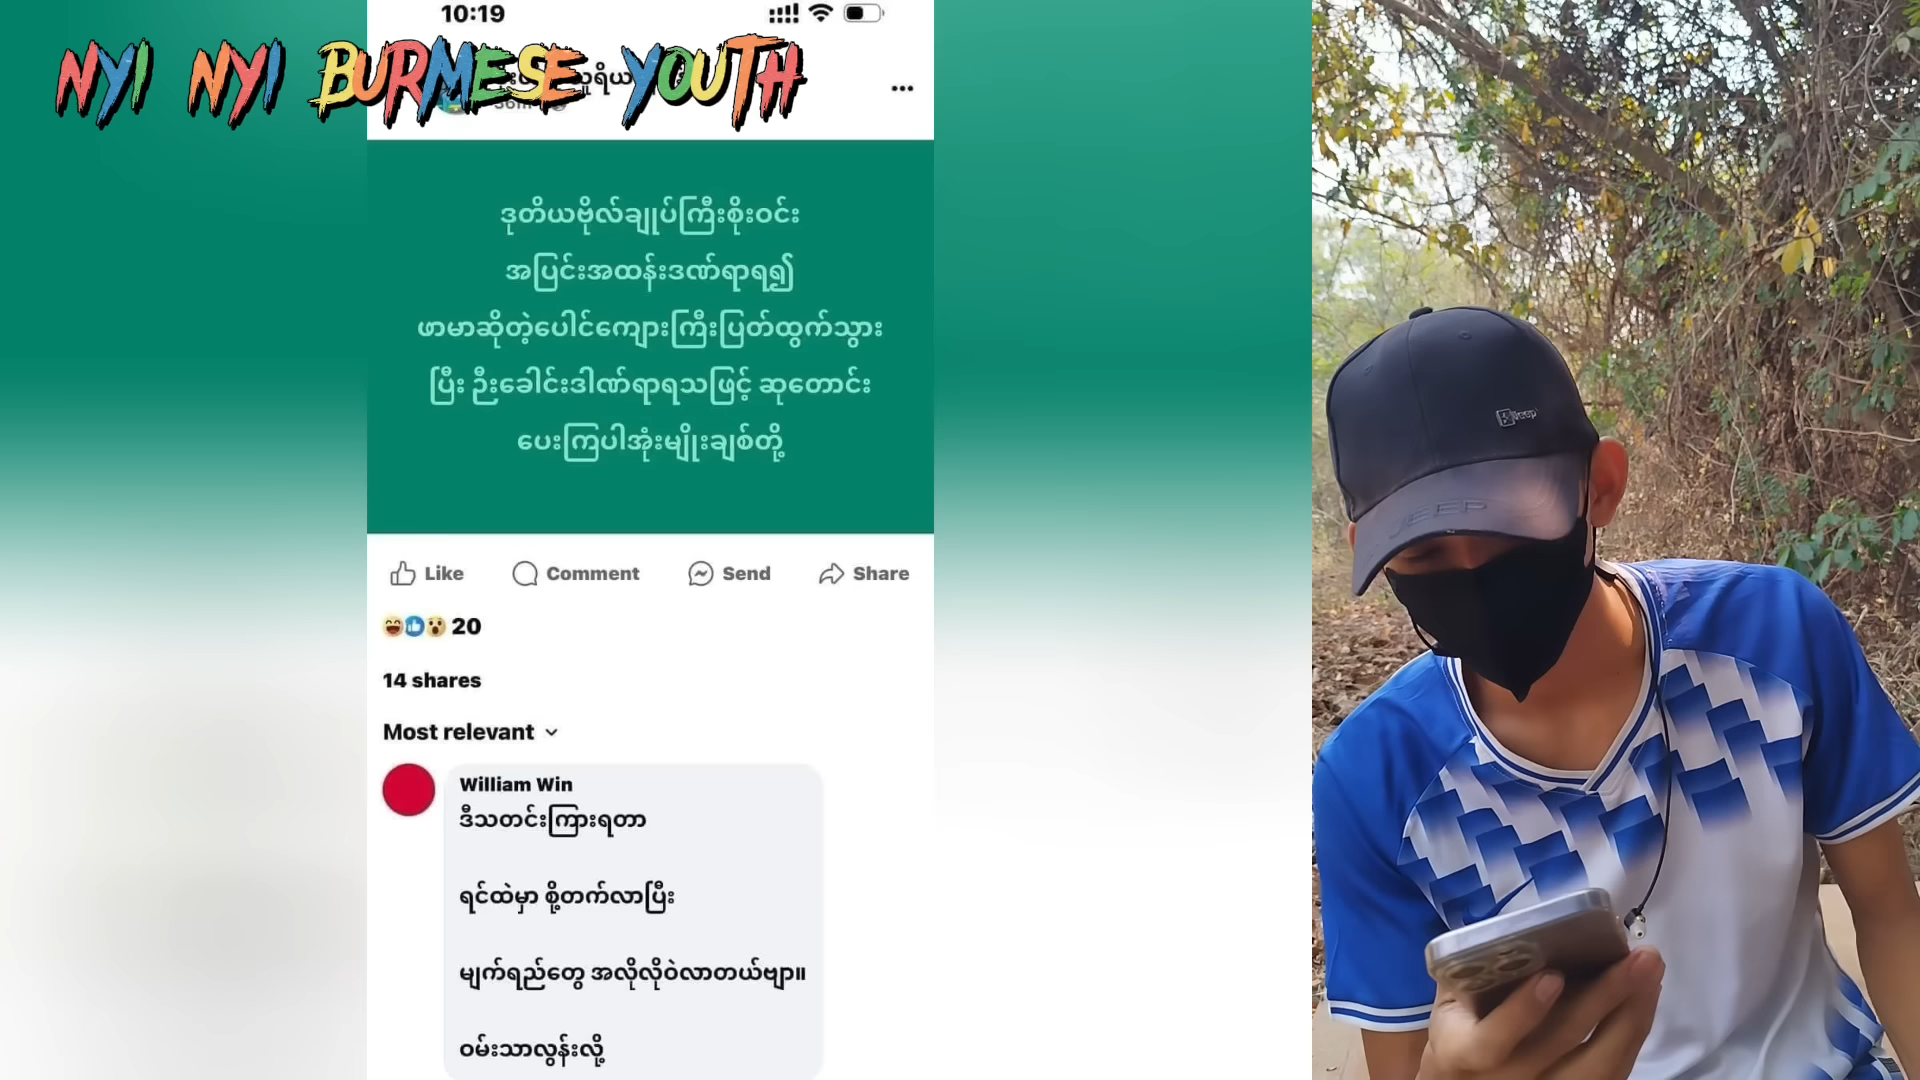 10:19
NYI NYI BURMESE YOUTH
ဒုတိယဗိုလ်ချုပ်ကြီးစိုးဝင်း
အပြင်းအထန်းဒဏ်ရာရ၍
ဖာမာဆိုတဲ့ပေါင်ကျေားကြီးပြတ်ထွက်သွား
ပြီး ဦးခေါင်းဒါဏ်ရာရသဖြင့် ဆုတောင်း
ပေးကြပါအုံးမျိုးချစ်တို့
Like Comment Send Share
20
14 shares
Most relevant
William Win
ဒီသတင်းကြားရတာ
ရင်ထဲမှာ စို့တက်လာပြီး
မျက်ရည်တွေ အလိုလိုဝဲလာတယ်ဗျာ။
ဝမ်းသာလွန်းလို့
Jeep
JEEP